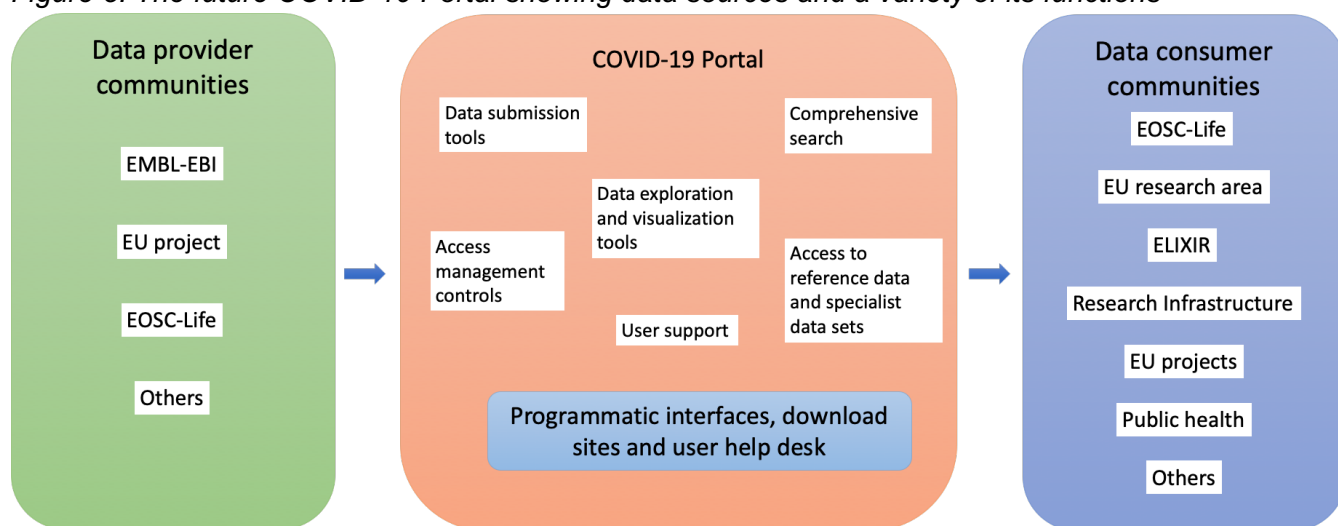 Data provider
communities
EMBL-EBI
EU project
EOSC-Life
Others
COVID-19 Portal
Data submission
tools
Comprehensive
search
Data exploration
and visualization
tools
Access
management
controls
Access to
reference data
and specialist
data sets
User support
Programmatic interfaces, download
sites and user help desk
Data consumer
communities
EOSC-Life
EU research area
ELIXIR
Research Infrastructure
EU projects
Public health
Others